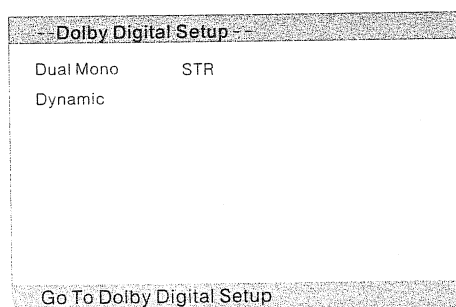 --Dolby Digital Setup--
Dual Mono STR
Dynamic
Go To Dolby Digital Setup